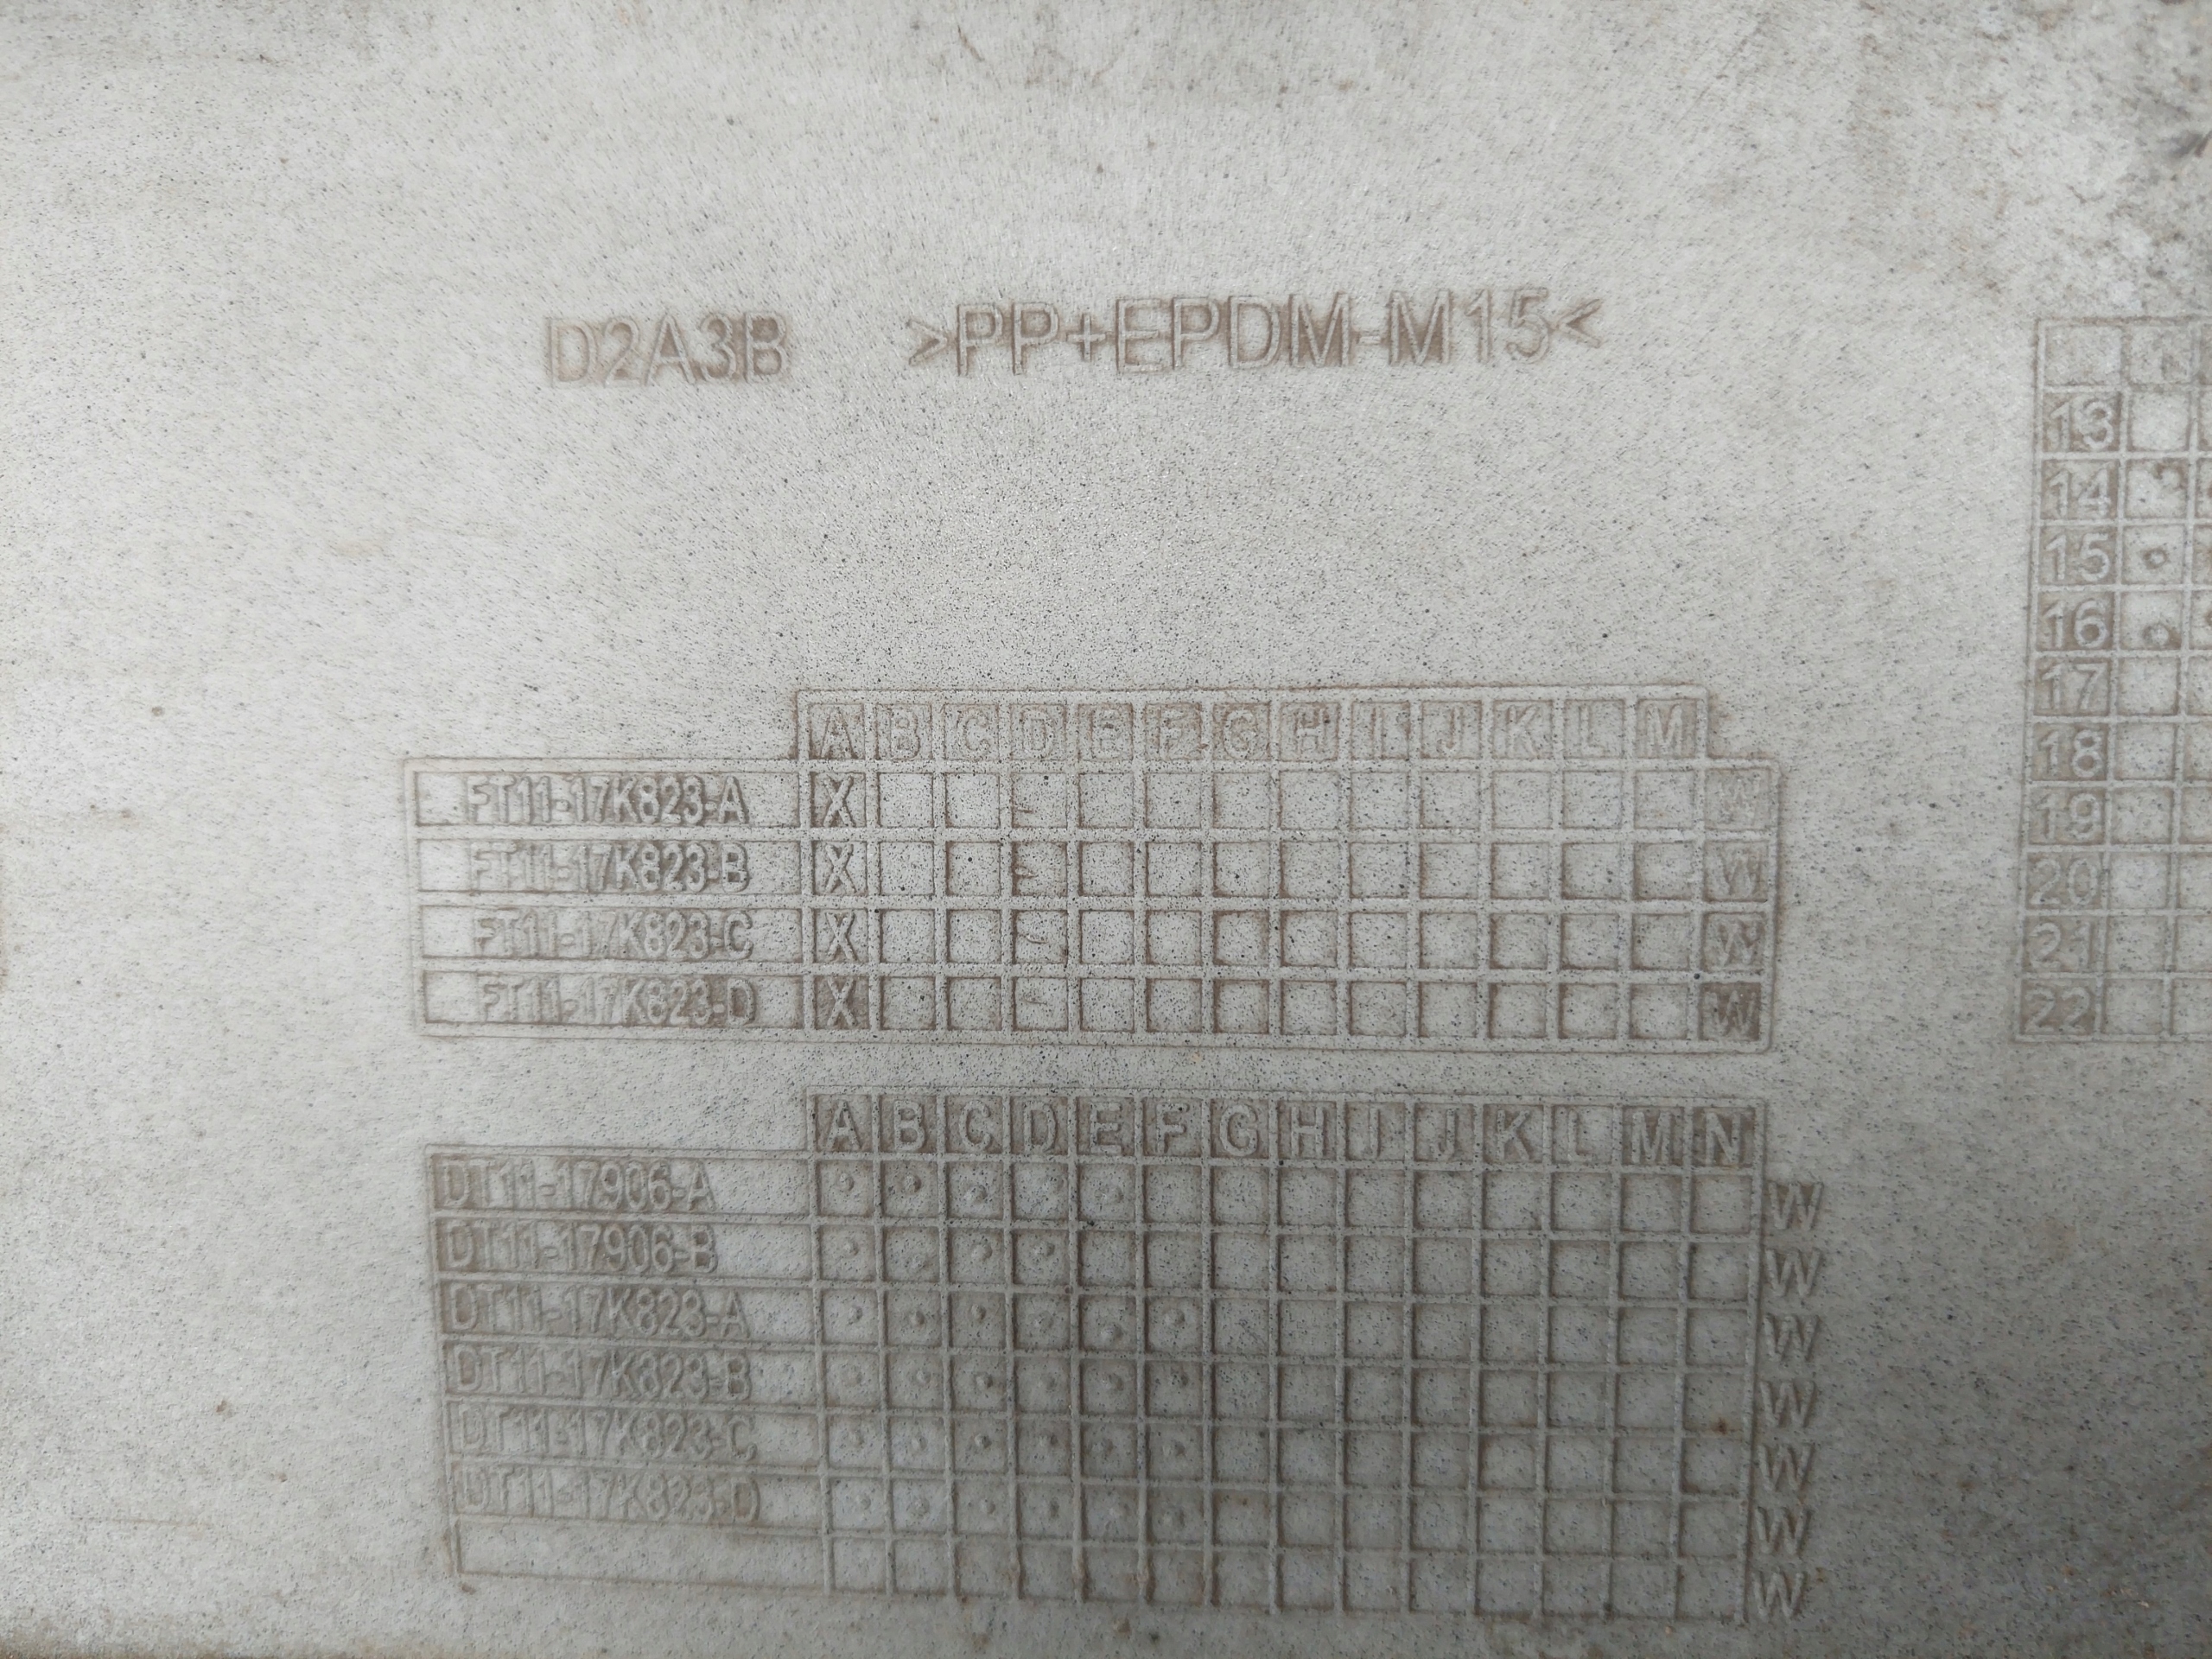 D2A3B >PP+EPDM-M15<
A B C D E F G H I J K L M
FT11-17K823-A X W
FT11-17K823-B X W
FT11-17K823-C X W
FT11-17K823-D X W
A B C D E F G H I J K L M N
DT11-17906-A W
DT11-17906-B W
DT11-17K823-A W
DT11-17K823-B W
DT11-17K823-C W
DT11-17K823-D W
W
13
14
15
16
17
18
19
20
21
22